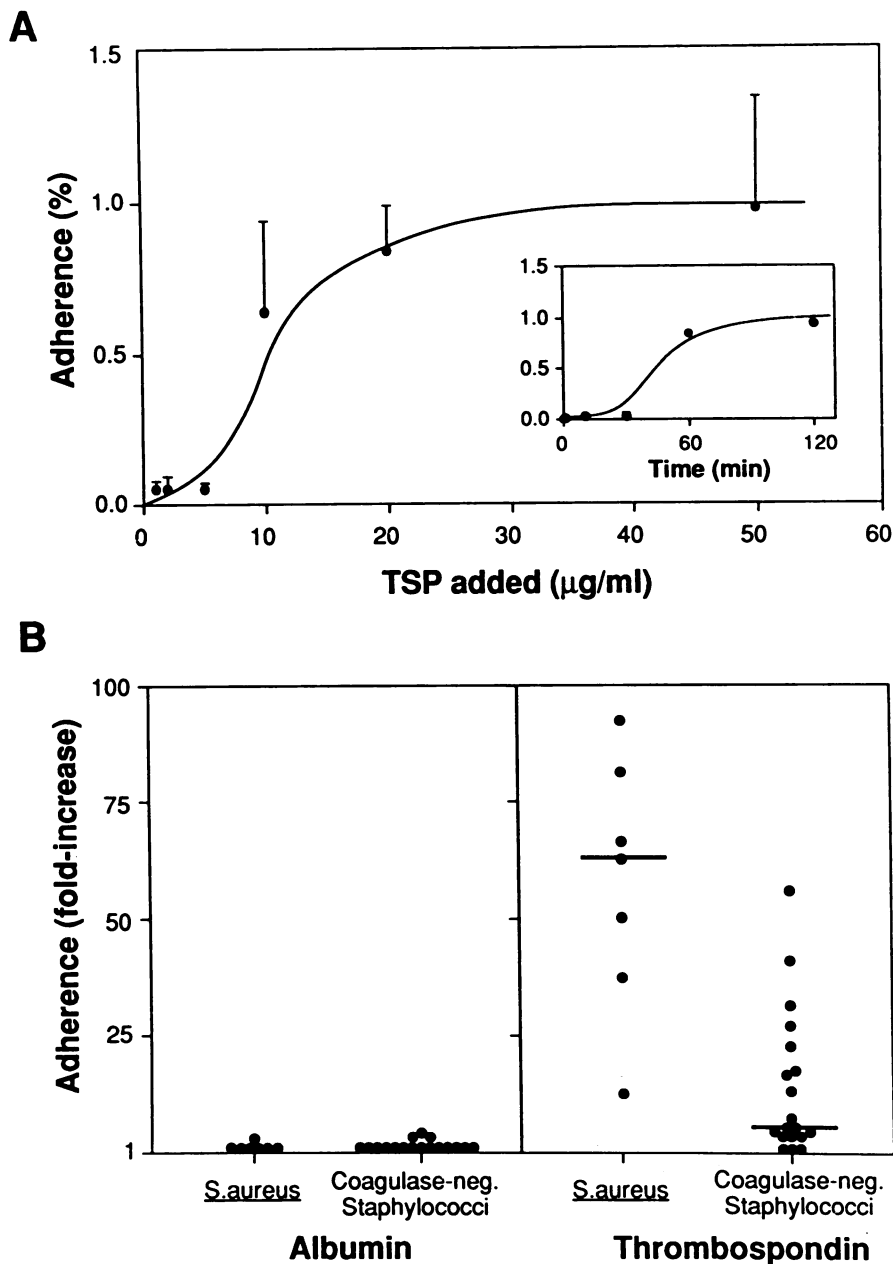 A
1.5
1.0
0.5
0.0
Adherence (%)
0 10 20 30 40 50 60
TSP added (μg/ml)
1.5
1.0
0.5
0.0
0 60 120
Time (min)
B
100
75
50
25
1
Adherence (fold-increase)
S.aureus
Coagulase-neg.
Staphylococci
S.aureus
Coagulase-neg.
Staphylococci
Albumin
Thrombospondin